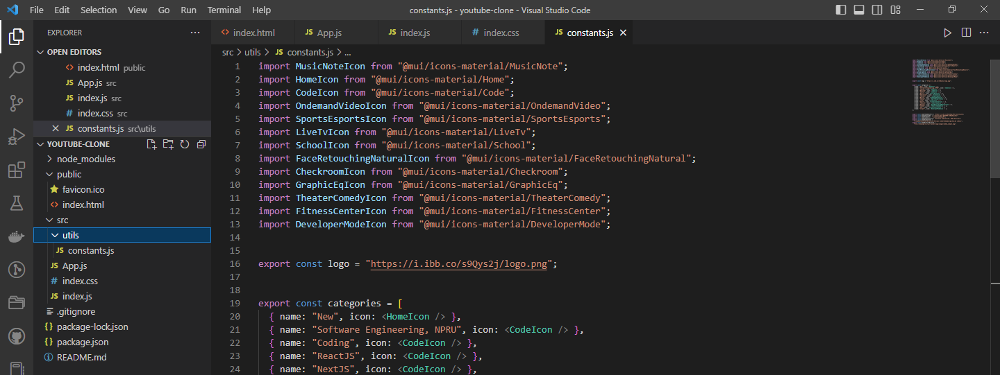 File Edit Selection View Go Run Terminal Help constants.js - youtube-clone - Visual Studio Code
EXPLORER
OPEN EDITORS
index.html public
JS App.js src
JS index.js src
# index.css src
JS constants.js src\utils
YOUTUBE-CLONE
node_modules
public
favicon.ico
index.html
src
utils
JS constants.js
JS App.js
# index.css
JS index.js
.gitignore
{} package-lock.json
{} package.json
README.md
index.html JS App.js JS index.js # index.css JS constants.js
src > utils > JS constants.js > ...
1 import MusicNoteIcon from "@mui/icons-material/MusicNote";
2 import HomeIcon from "@mui/icons-material/Home";
3 import CodeIcon from "@mui/icons-material/Code";
4 import OndemandVideoIcon from "@mui/icons-material/OndemandVideo";
5 import SportsEsportsIcon from "@mui/icons-material/SportsEsports";
6 import LiveTvIcon from "@mui/icons-material/LiveTv";
7 import SchoolIcon from "@mui/icons-material/School";
8 import FaceRetouchingNaturalIcon from "@mui/icons-material/FaceRetouchingNatural";
9 import CheckroomIcon from "@mui/icons-material/Checkroom";
10 import GraphicEqIcon from "@mui/icons-material/GraphicEq";
11 import TheaterComedyIcon from "@mui/icons-material/TheaterComedy";
12 import FitnessCenterIcon from "@mui/icons-material/FitnessCenter";
13 import DeveloperModeIcon from "@mui/icons-material/DeveloperMode";
14
15
16 export const logo = "https://i.ibb.co/s9Qys2j/logo.png";
17
18
19 export const categories = [
20 { name: "New", icon: <HomeIcon /> },
21 { name: "Software Engineering, NPRU", icon: <CodeIcon /> },
22 { name: "Coding", icon: <CodeIcon /> },
23 { name: "ReactJS", icon: <CodeIcon /> },
24 { name: "NextJS", icon: <CodeIcon /> },